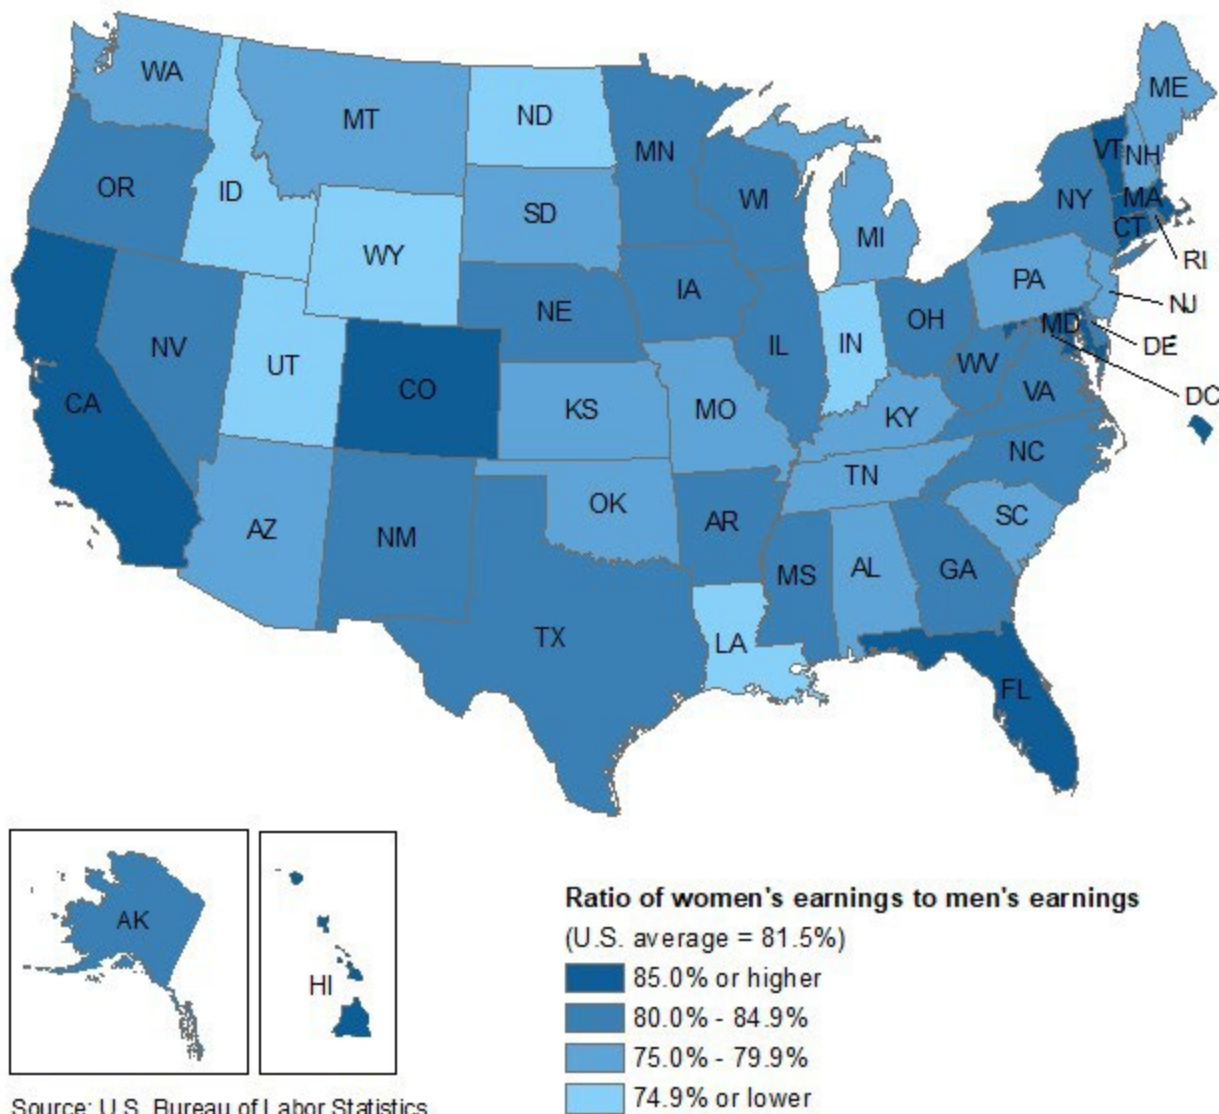 WA
MT
ND
MN
ME
VT
NH
OR
ID
WI
NY
MA
SD
CT
MI
WY
RI
PA
NE
IA
NJ
OH
MD
NV
IL
IN
DE
UT
CO
WV
VA
DC
CA
KS
MO
KY
NC
TN
OK
AR
SC
AZ
NM
MS
AL
GA
TX
LA
FL
AK
HI
Ratio of women's earnings to men's earnings
(U.S. average = 81.5%)
85.0% or higher
80.0% - 84.9%
75.0% - 79.9%
74.9% or lower
Source: U.S. Bureau of Labor Statistics